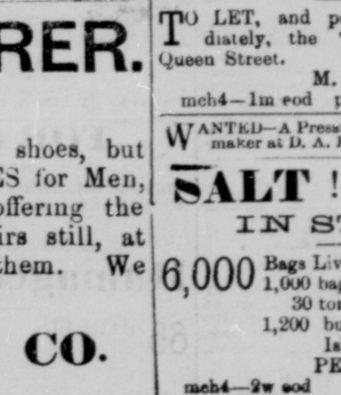 RER.
shoes, but
ES for Men,
offering the
irs still, at
them. We
CO.
TO LET, and
diately, the
Queen Street.
M.
mch4—1m eod
WANTED—A Press
maker at D. A.
SALT !
IN ST
6,000 Bags Liv
1,000 bag
30 to
1,200 bu
PE
mch4—2w eod